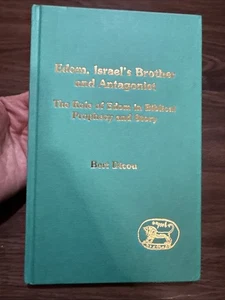 Edom, Israel's Brother
and Antagonist
The Role of Edom in Biblical
Prophecy and Story
Bert Dicou